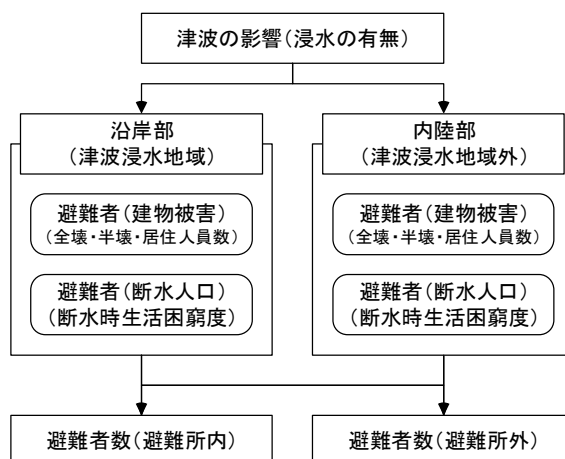 津波の影響(浸水の有無)
沿岸部
(津波浸水地域)
避難者(建物被害)
(全壊・半壊・居住人員数)
避難者(断水人口)
(断水時生活困窮度)
内陸部
(津波浸水地域外)
避難者(建物被害)
(全壊・半壊・居住人員数)
避難者(断水人口)
(断水時生活困窮度)
避難者数(避難所内)
避難者数(避難所外)